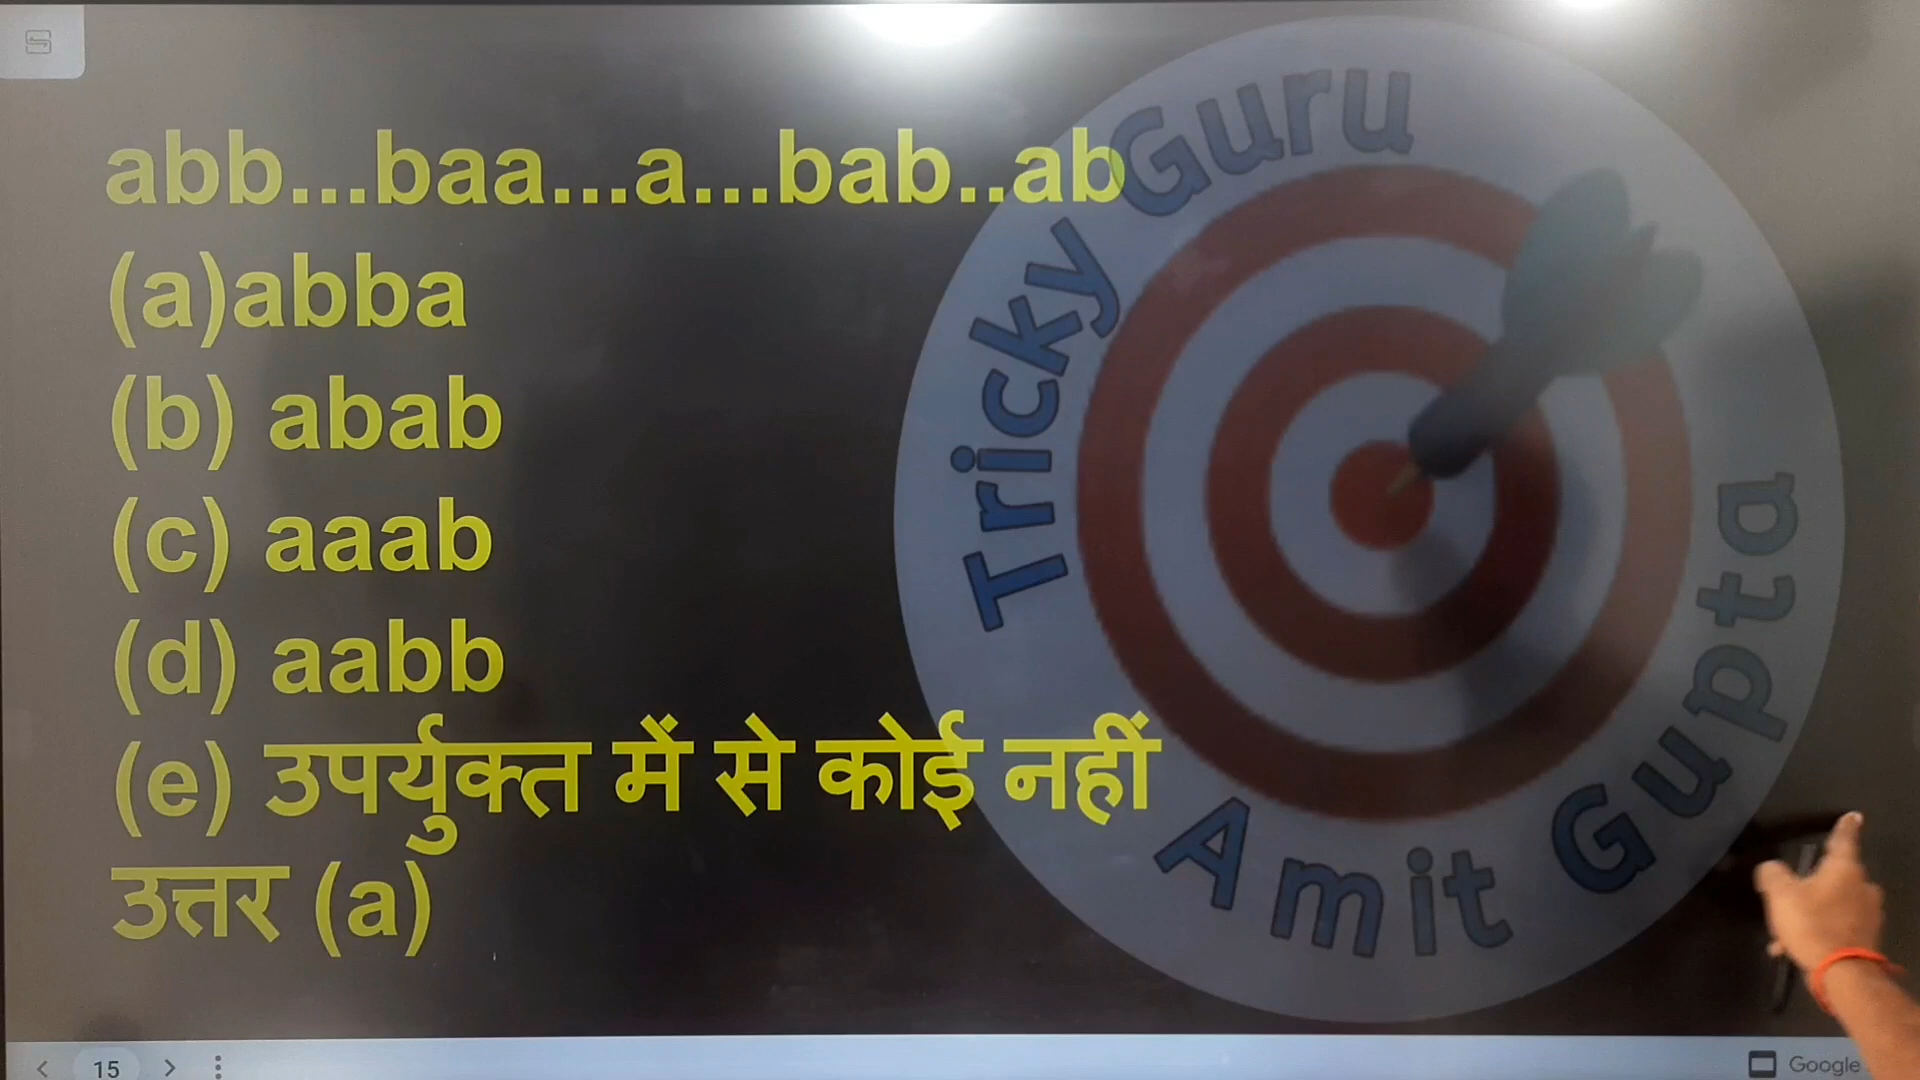 abb...baa...a...bab..ab
(a)abba
(b) abab
(c) aaab
(d) aabb
(e) उपर्युक्त में से कोई नहीं
उत्तर (a)
Tricky Guru
Amit Gupta
15
Google